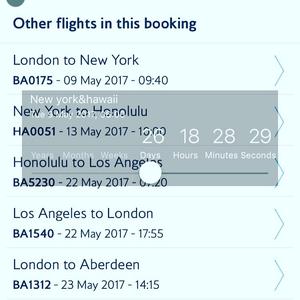 Other flights in this booking
London to New York
BA0175 - 09 May 2017 - 09:40
New york&hawaii
New York to Honolulu
HA0051 - 13 May 2017 -
26 18 28 29
Years Months Weeks Days Hours Minutes Seconds
Honolulu to Los Angeles
BA5230 - 22 May 2017 - 07:20
Los Angeles to London
BA1540 - 22 May 2017 - 17:55
London to Aberdeen
BA1312 - 23 May 2017 - 14:15